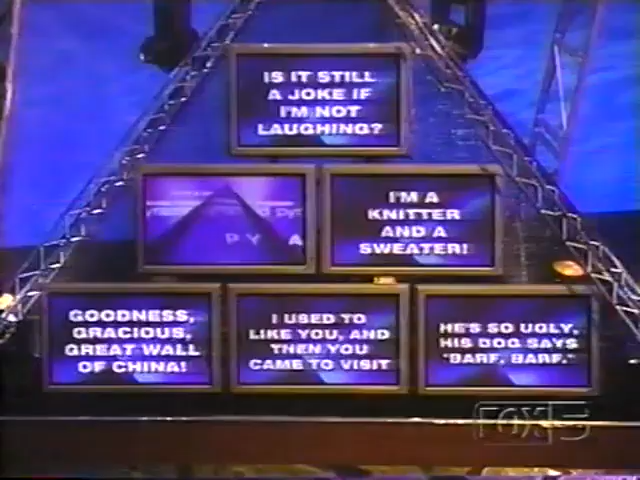 IS IT STILL
A JOKE IF
I'M NOT
LAUGHING?
PY A
I'M A
KNITTER
AND A
SWEATER!
GOODNESS,
GRACIOUS,
GREAT WALL
OF CHINA!
I USED TO
LIKE YOU, AND
THEN YOU
CAME TO VISIT
HE'S SO UGLY,
HIS DOG SAYS
"BARF, BARF."
FOX 5